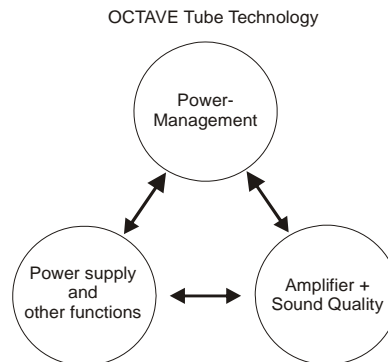 OCTAVE Tube Technology
Power-
Management
Power supply
and
other functions
Amplifier +
Sound Quality